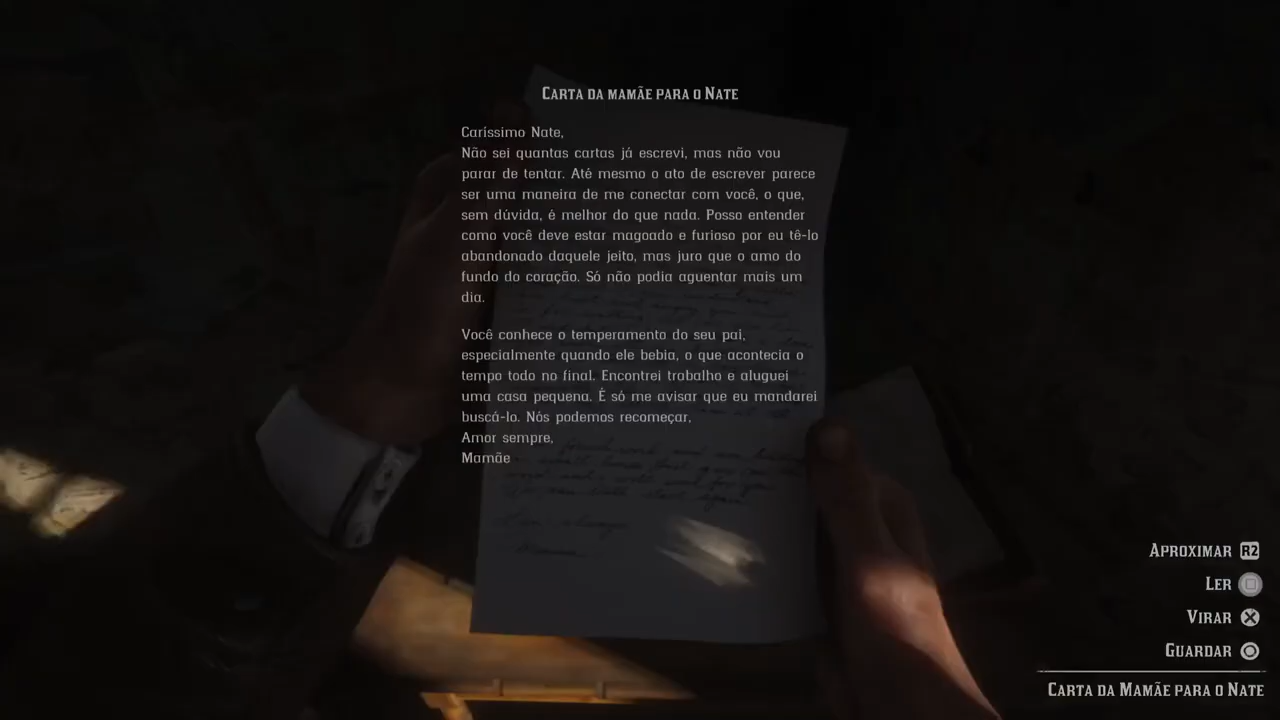 Carta da mamãe para o Nate
Caríssimo Nate,
Não sei quantas cartas já escrevi, mas não vou
parar de tentar. Até mesmo o ato de escrever parece
ser uma maneira de me conectar com você, o que,
sem dúvida, é melhor do que nada. Posso entender
como você deve estar magoado e furioso por eu tê-lo
abandonado daquele jeito, mas juro que o amo do
fundo do coração. Só não podia aguentar mais um
dia.
Você conhece o temperamento do seu pai,
especialmente quando ele bebia, o que acontecia o
tempo todo no final. Encontrei trabalho e aluguei
uma casa pequena. É só me avisar que eu mandarei
buscá-lo. Nós podemos recomeçar,
Amor sempre,
Mamãe
Aproximar R2
Ler
Virar
Guardar
Carta da Mamãe para o Nate